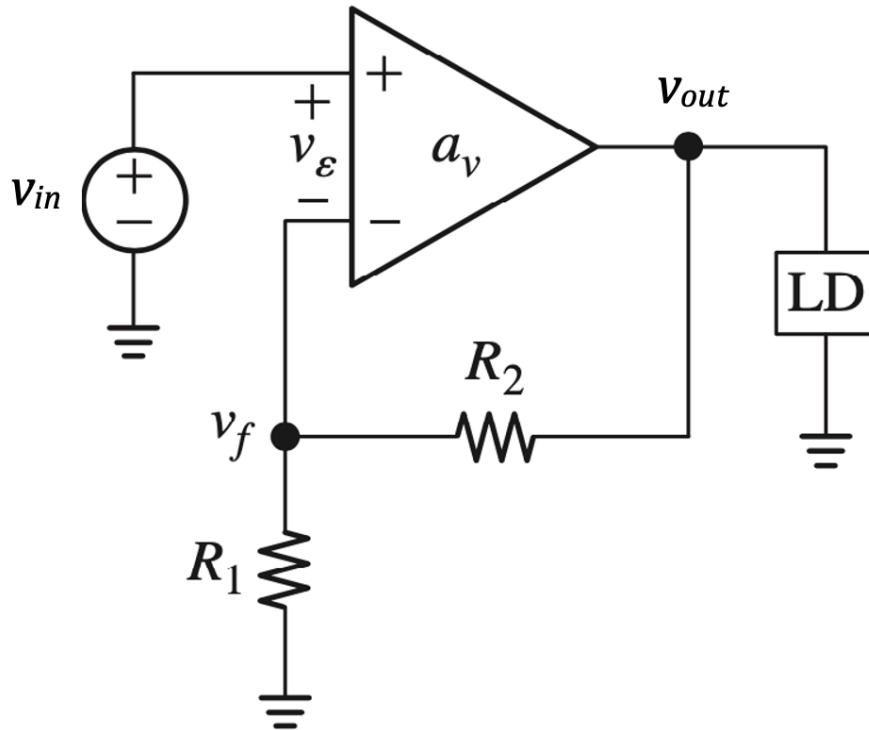 v_out
+
+
v_ε
a_v
−
−
v_in
+
−
LD
R_2
v_f
R_1